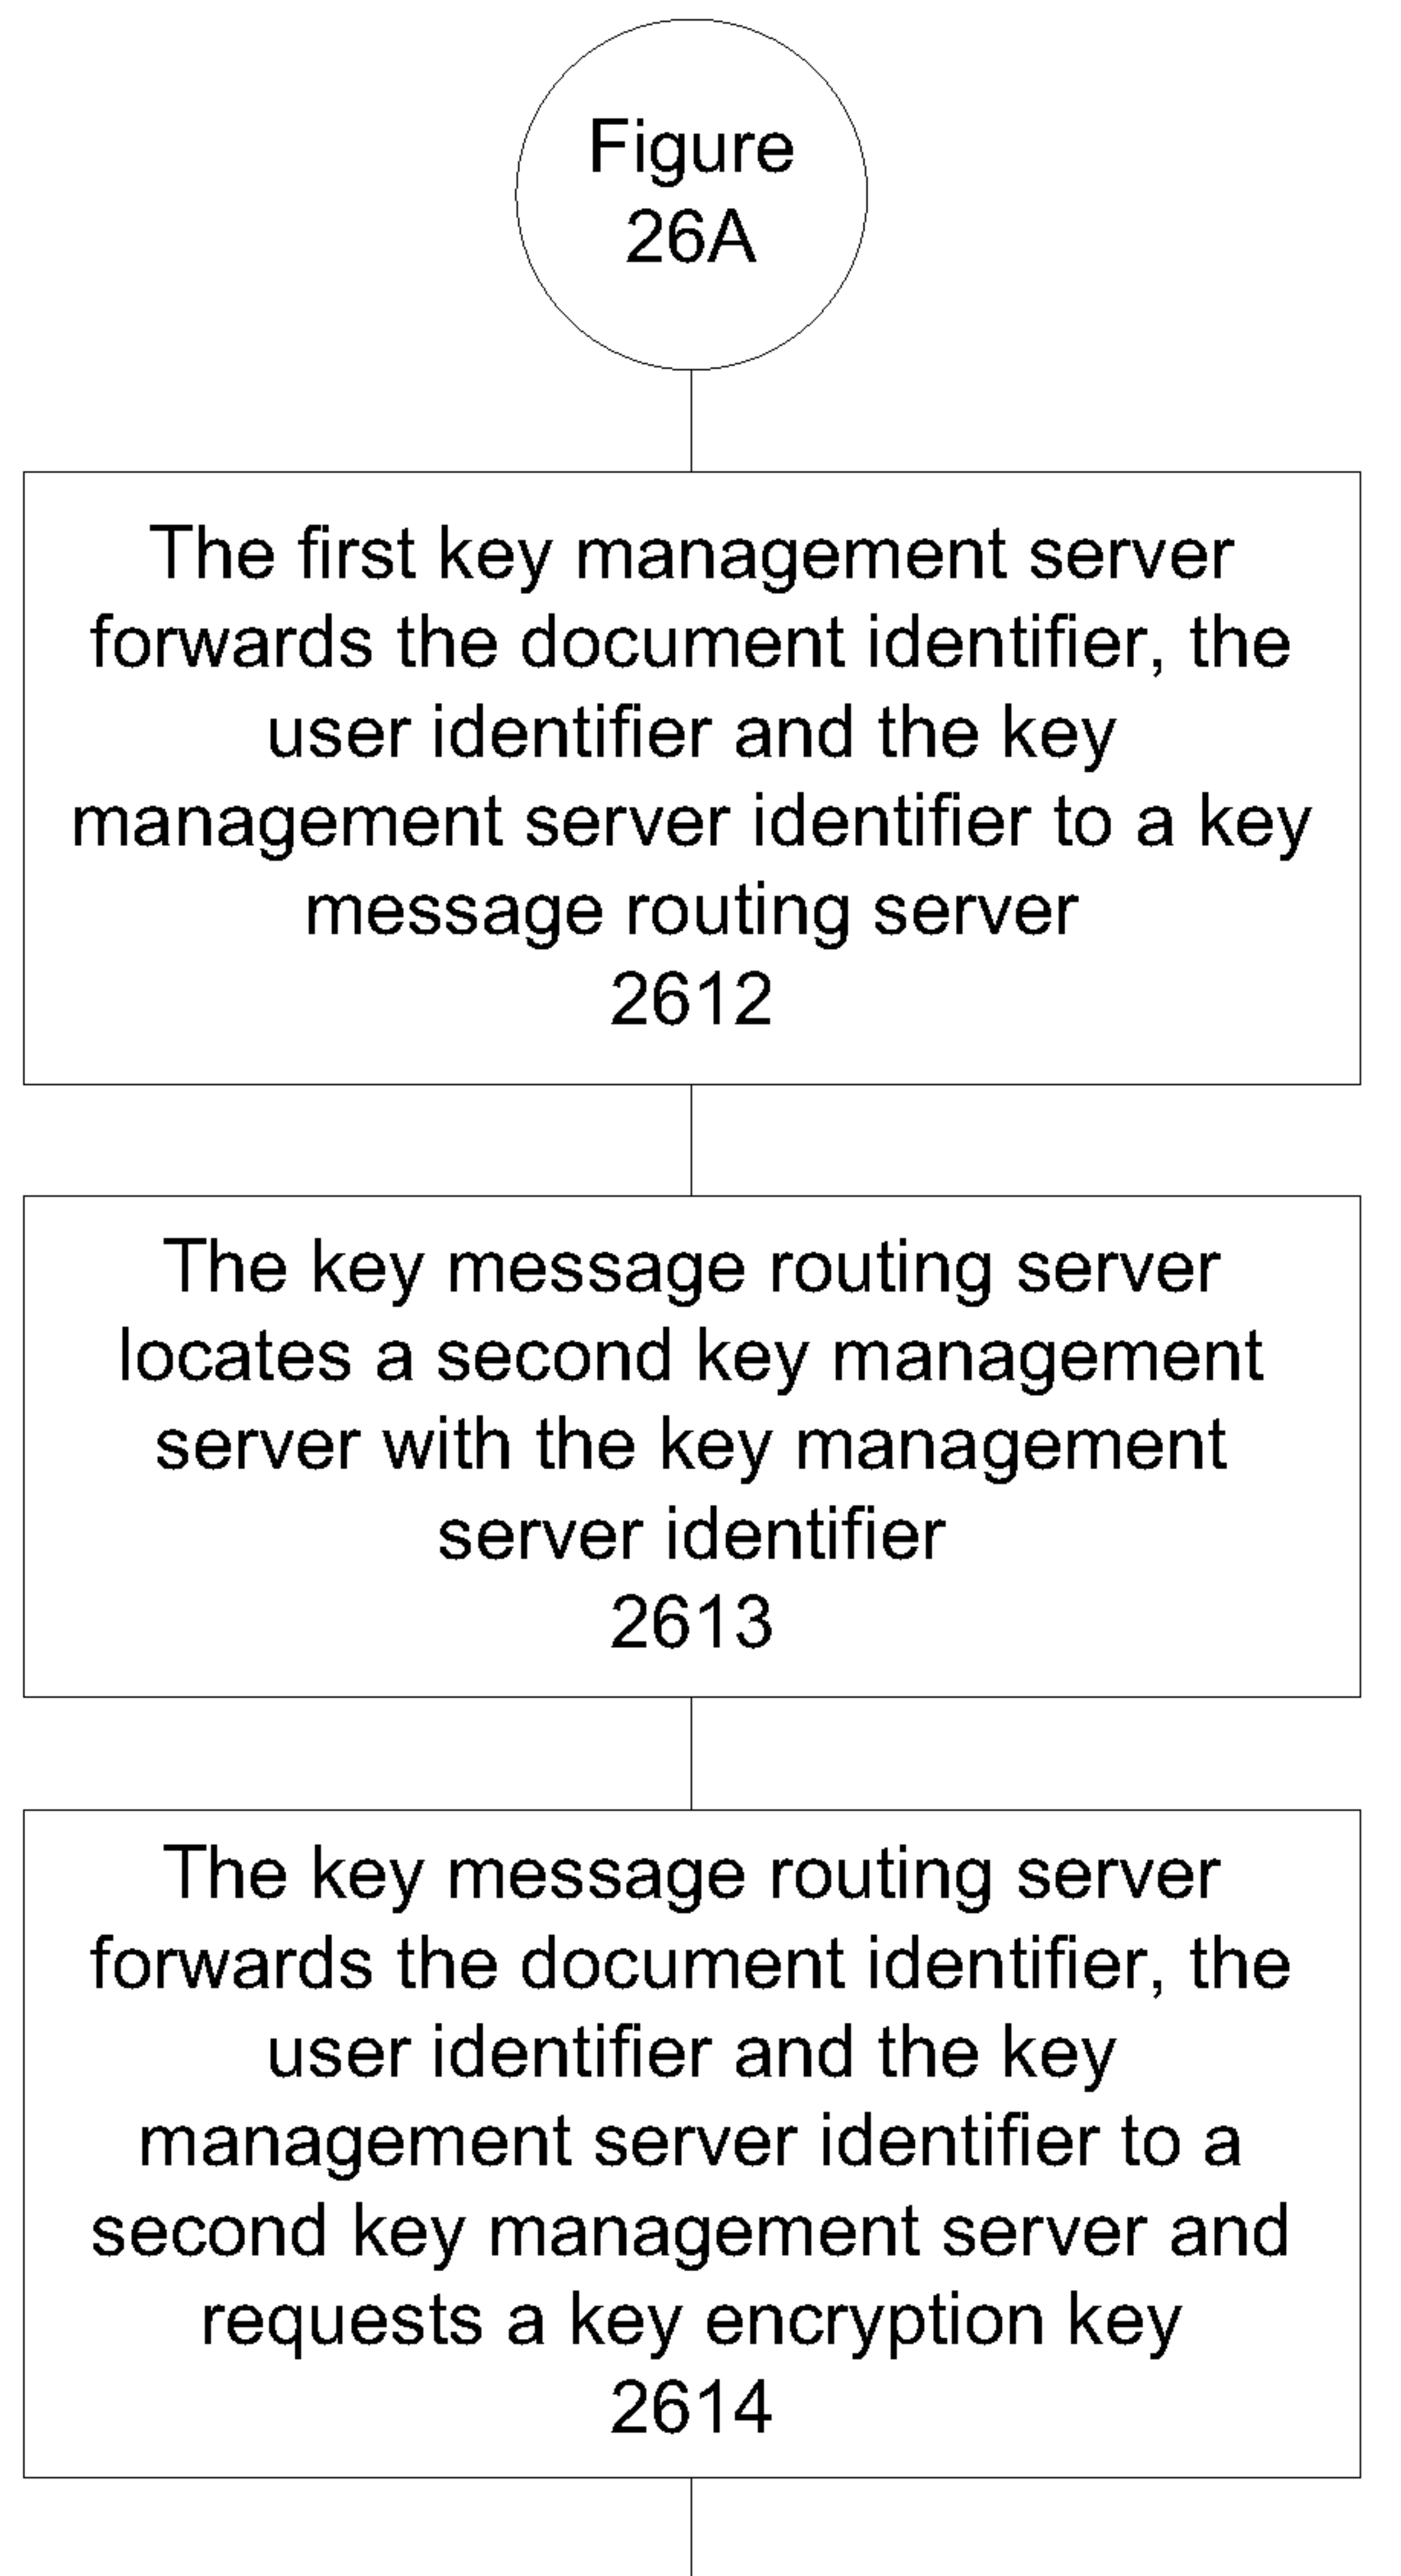 Figure
26A
The first key management server
forwards the document identifier, the
user identifier and the key
management server identifier to a key
message routing server
2612
The key message routing server
locates a second key management
server with the key management
server identifier
2613
The key message routing server
forwards the document identifier, the
user identifier and the key
management server identifier to a
second key management server and
requests a key encryption key
2614